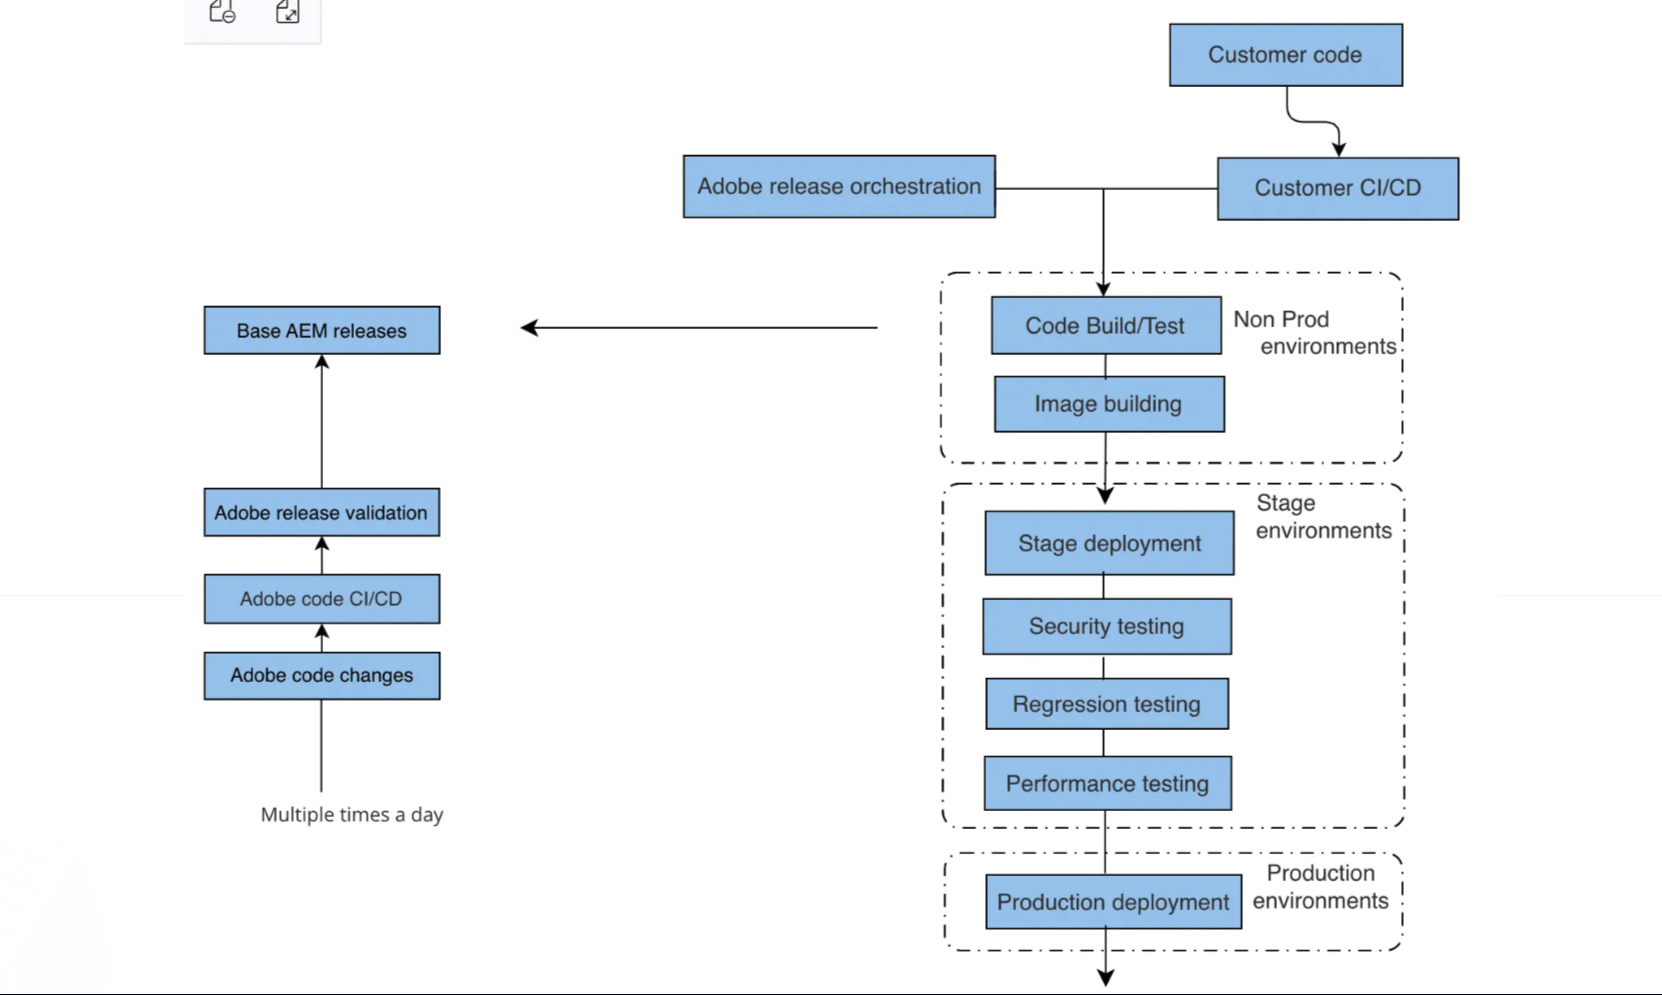 Customer code
Adobe release orchestration
Customer CI/CD
Base AEM releases
Code Build/Test
Non Prod
environments
Image building
Adobe release validation
Stage
environments
Stage deployment
Adobe code CI/CD
Security testing
Adobe code changes
Regression testing
Performance testing
Multiple times a day
Production
environments
Production deployment